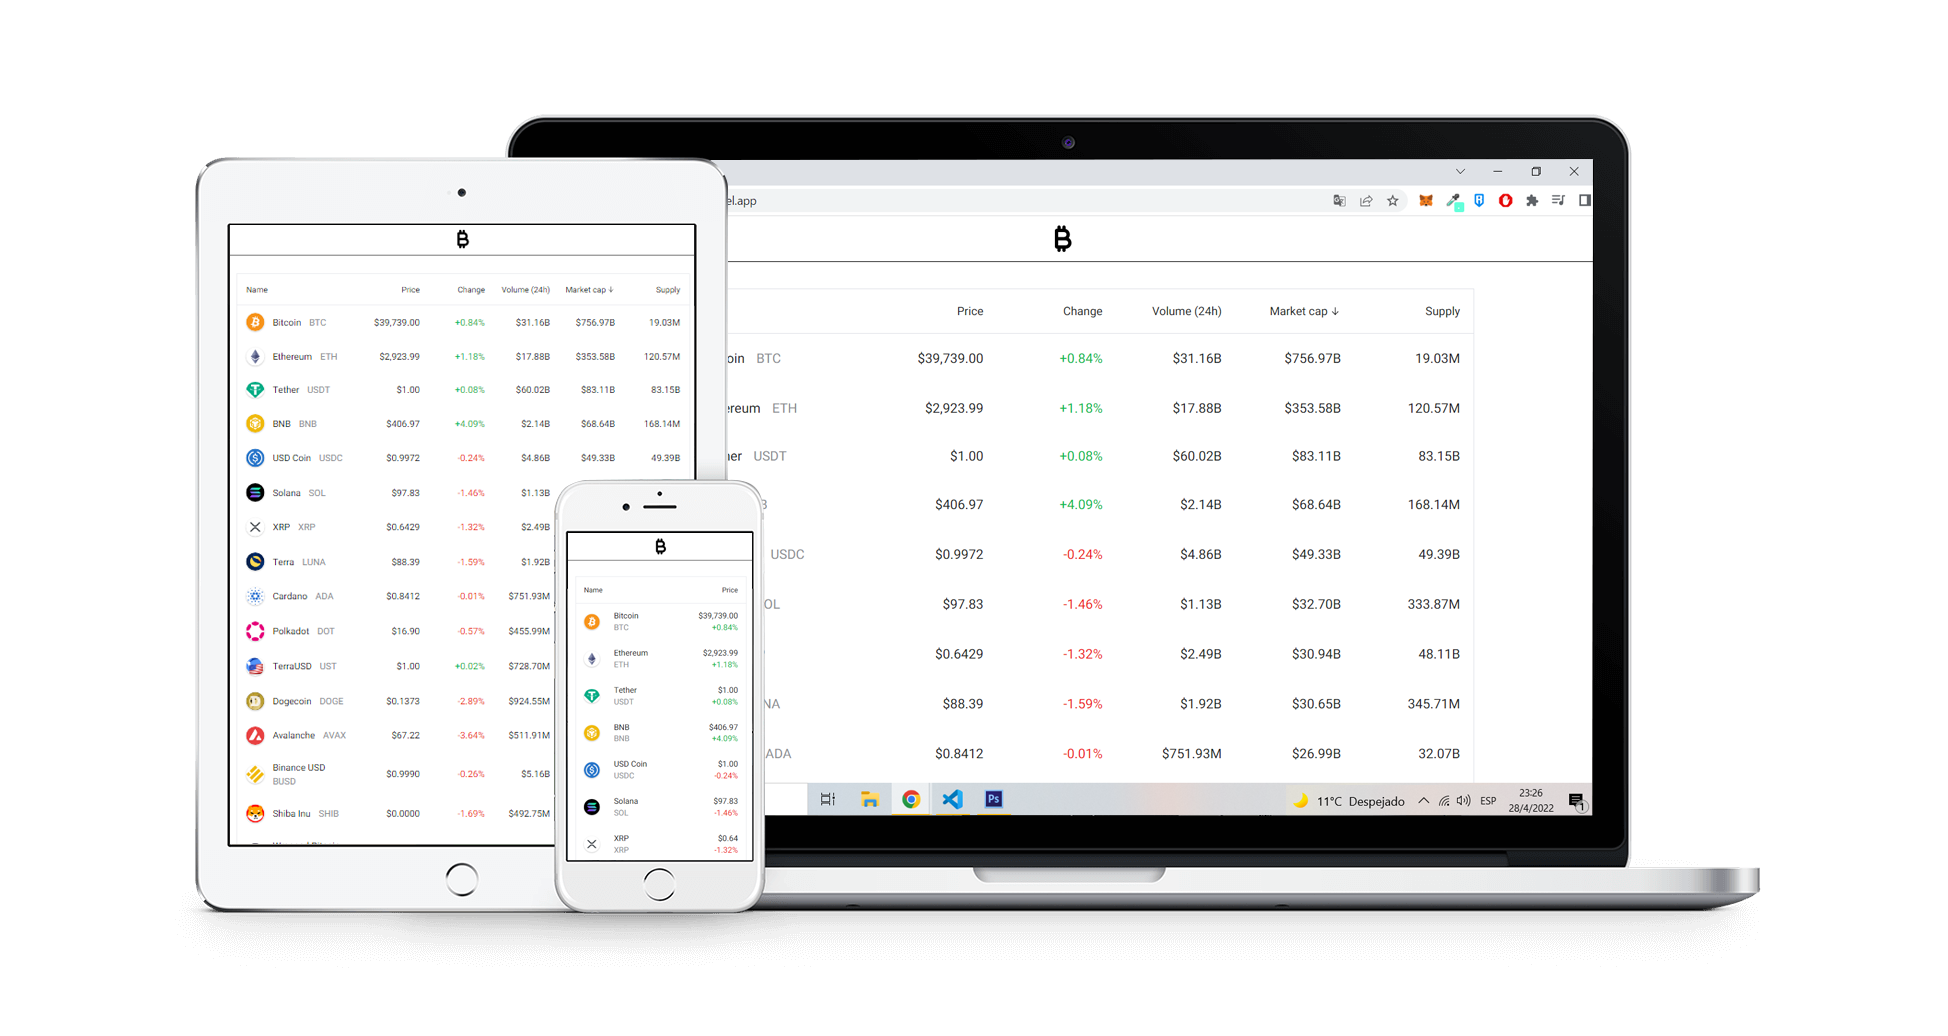 Name Price Change Volume (24h) Market cap ↓ Supply
Bitcoin BTC $39,739.00 +0.84% $31.16B $756.97B 19.03M
Ethereum ETH $2,923.99 +1.18% $17.88B $353.58B 120.57M
Tether USDT $1.00 +0.08% $60.02B $83.11B 83.15B
BNB BNB $406.97 +4.09% $2.14B $68.64B 168.14M
USD Coin USDC $0.9972 -0.24% $4.86B $49.33B 49.39B
Solana SOL $97.83 -1.46% $1.13B
XRP XRP $0.6429 -1.32% $2.49B
Terra LUNA $88.39 -1.59% $1.92B
Cardano ADA $0.8412 -0.01% $751.93M
Polkadot DOT $16.90 -0.57% $455.99M
TerraUSD UST $1.00 +0.02% $728.70M
Dogecoin DOGE $0.1373 -2.89% $924.55M
Avalanche AVAX $67.22 -3.64% $511.91M
Binance USD
BUSD $0.9990 -0.26% $5.16B
Shiba Inu SHIB $0.0000 -1.69% $492.75M
Name Price
Bitcoin $39,739.00
BTC +0.84%
Ethereum $2,923.99
ETH +1.18%
Tether $1.00
USDT +0.08%
BNB $406.97
BNB +4.09%
USD Coin $1.00
USDC -0.24%
Solana $97.83
SOL -1.46%
XRP $0.64
XRP -1.32%
el.app
Price Change Volume (24h) Market cap ↓ Supply
oin BTC $39,739.00 +0.84% $31.16B $756.97B 19.03M
ereum ETH $2,923.99 +1.18% $17.88B $353.58B 120.57M
her USDT $1.00 +0.08% $60.02B $83.11B 83.15B
B $406.97 +4.09% $2.14B $68.64B 168.14M
USDC $0.9972 -0.24% $4.86B $49.33B 49.39B
OL $97.83 -1.46% $1.13B $32.70B 333.87M
$0.6429 -1.32% $2.49B $30.94B 48.11B
NA $88.39 -1.59% $1.92B $30.65B 345.71M
ADA $0.8412 -0.01% $751.93M $26.99B 32.07B
Ps
11°C Despejado ESP 23:26
28/4/2022 1